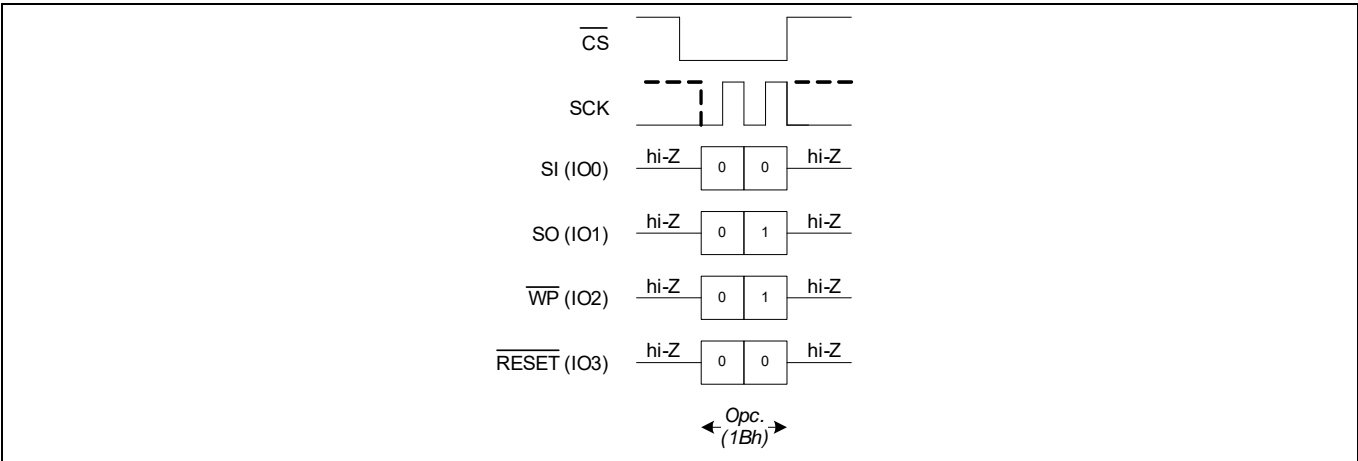 CS
SCK
SI (IO0) hi-Z 0 0 hi-Z
SO (IO1) hi-Z 0 1 hi-Z
WP (IO2) hi-Z 0 1 hi-Z
RESET (IO3) hi-Z 0 0 hi-Z
Opc.
(1Bh)